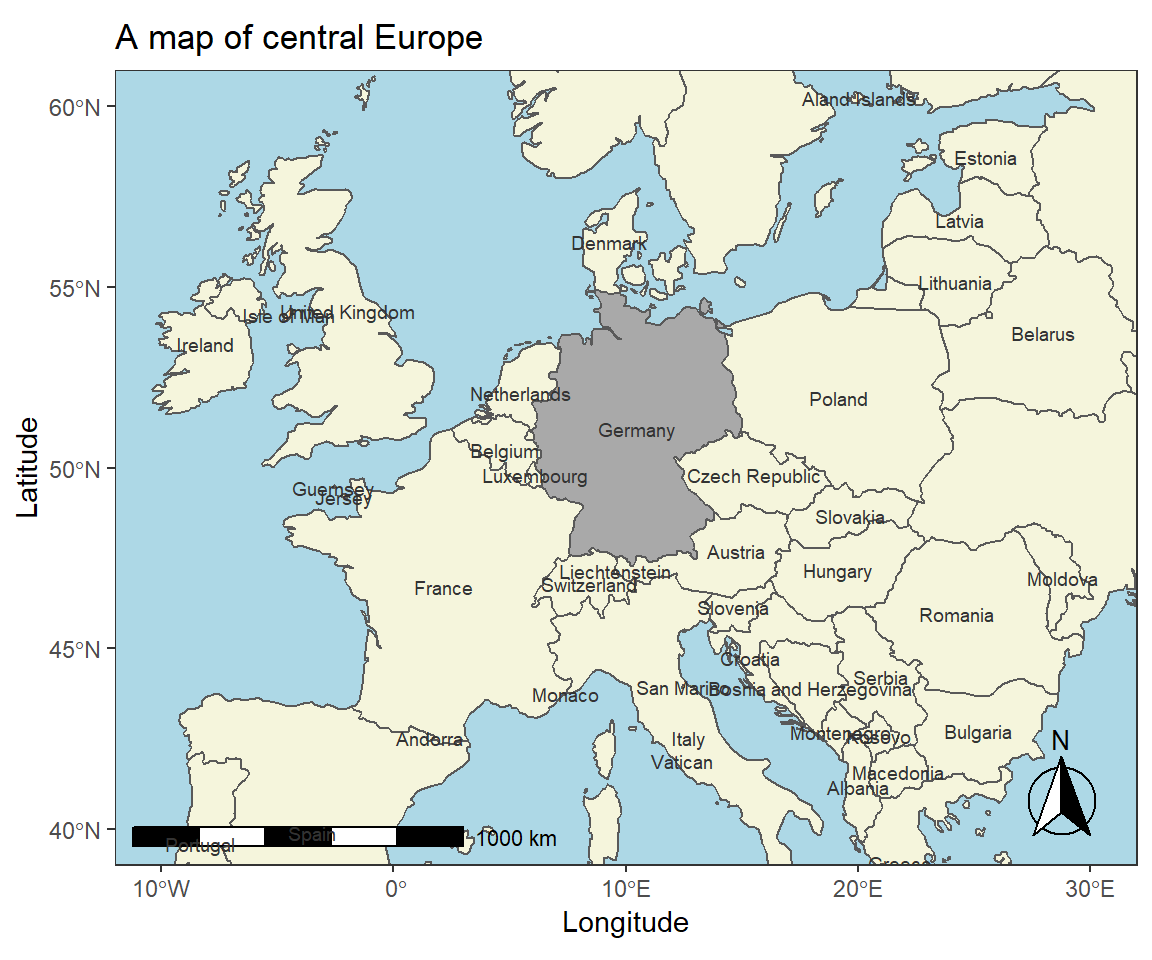 A map of central Europe
60°N
55°N
50°N
45°N
40°N
Latitude
Aland Islands
Estonia
Latvia
Denmark
Lithuania
United Kingdom
Isle of Man
Belarus
Ireland
Netherlands
Poland
Germany
Belgium
Luxembourg
Czech Republic
Guernsey
Jersey
Slovakia
Austria
Liechtenstein
Hungary
Moldova
Switzerland
France
Slovenia
Romania
Croatia
Serbia
San Marino
Bosnia and Herzegovina
Monaco
Montenegro
Kosovo
Bulgaria
Andorra
Italy
N
Vatican
Macedonia
Albania
Spain
1000 km
Portugal
Greece
10°W
0°
10°E
20°E
30°E
Longitude